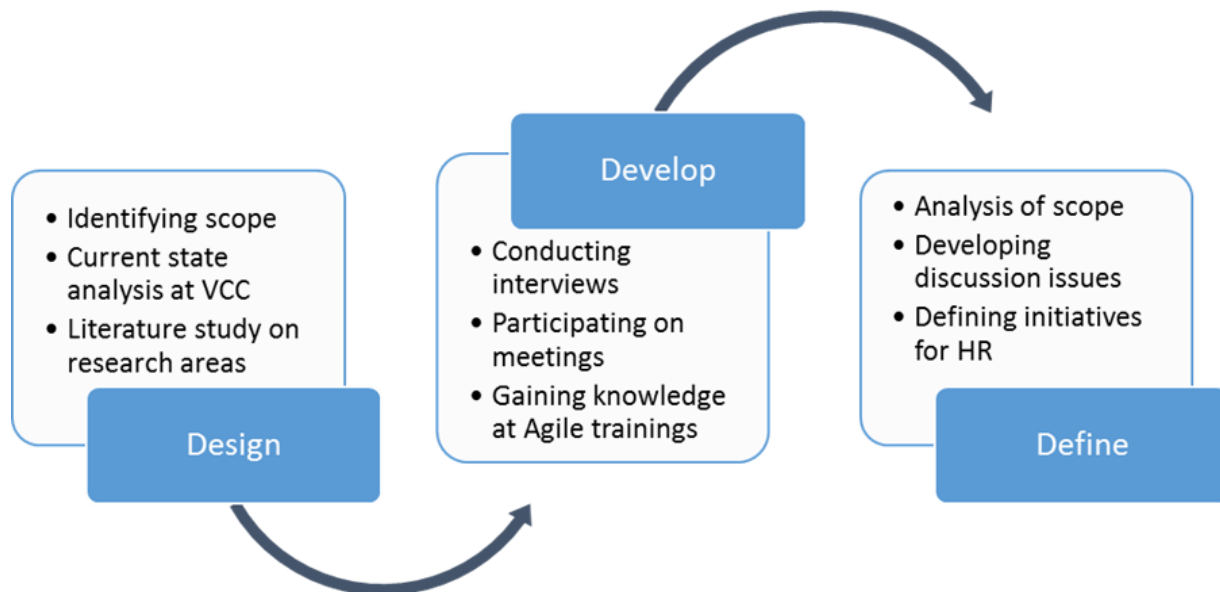 • Identifying scope
• Current state
analysis at VCC
• Literature study on
research areas
Design
Develop
• Conducting
interviews
• Participating on
meetings
• Gaining knowledge
at Agile trainings
• Analysis of scope
• Developing
discussion issues
• Defining initiatives
for HR
Define